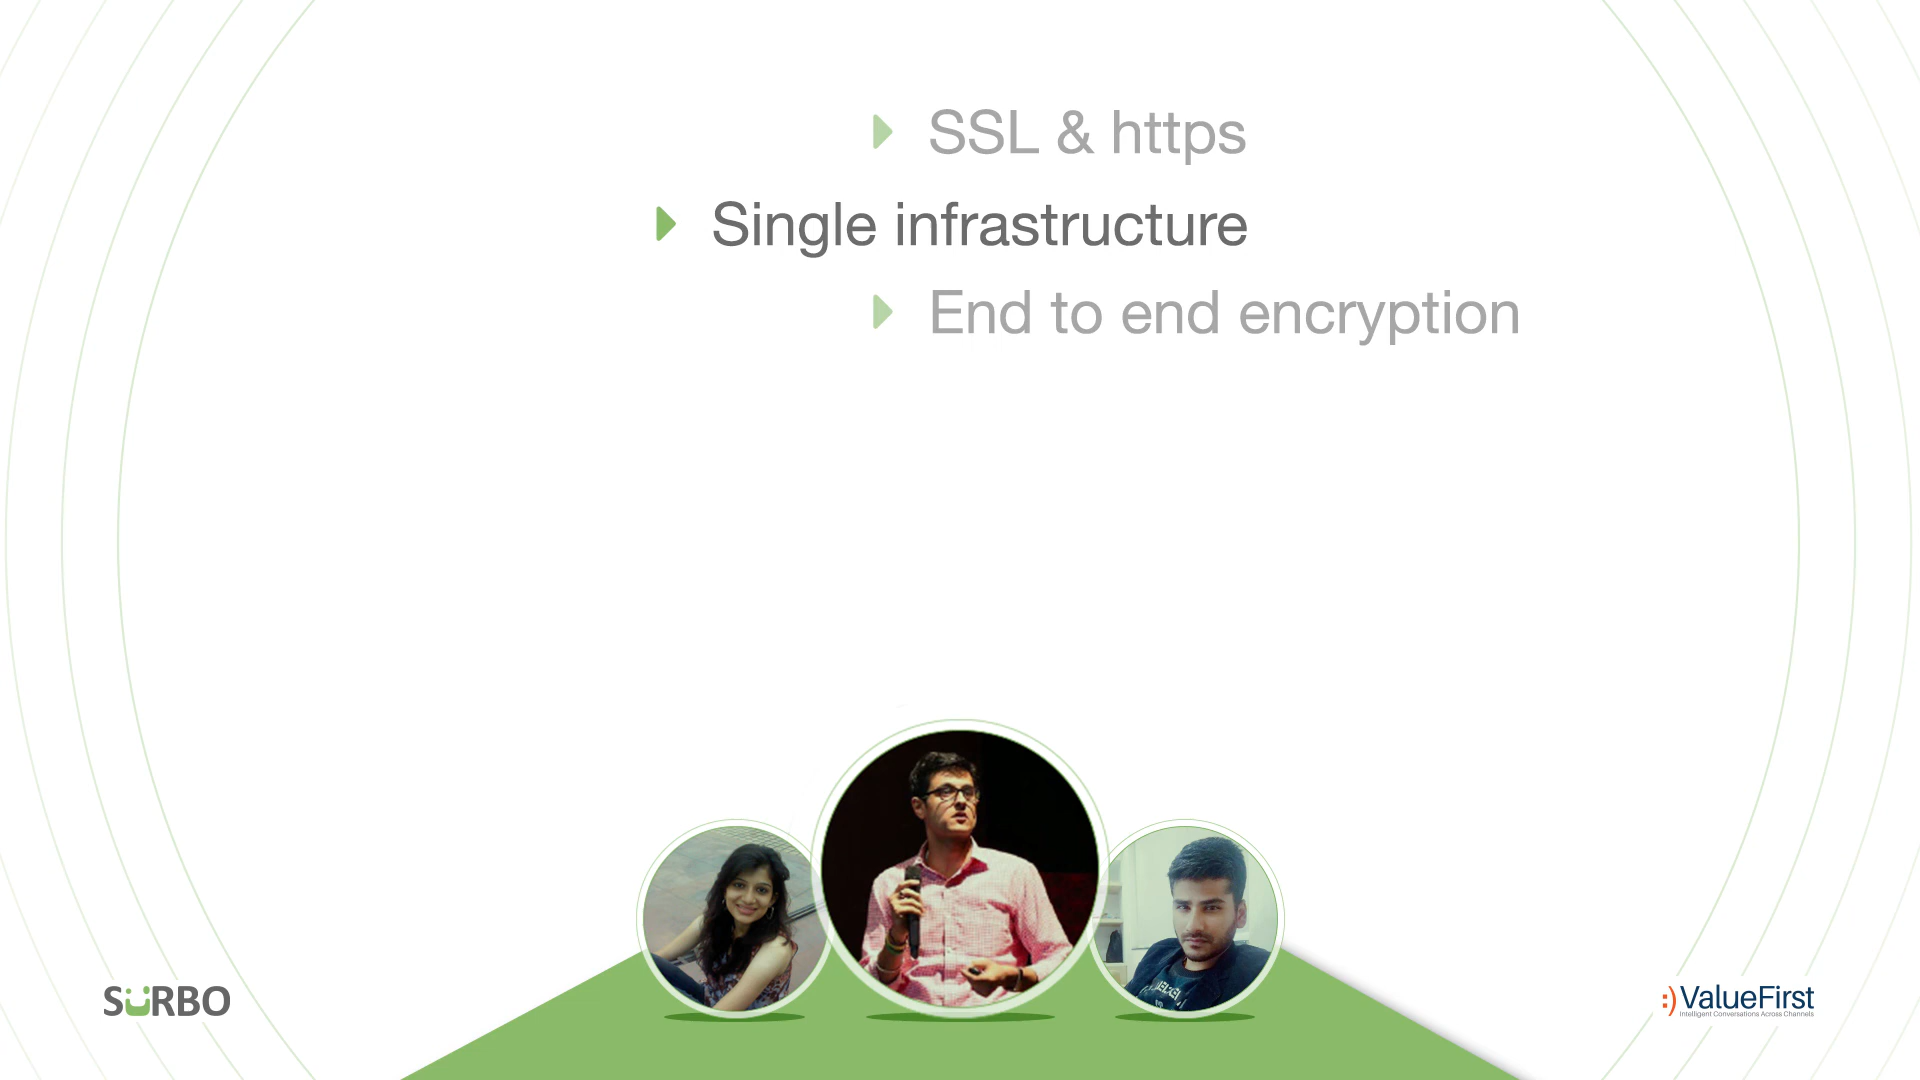 SSL & https
Single infrastructure
End to end encryption
SURBO
:)ValueFirst
Intelligent Conversations Across Channels